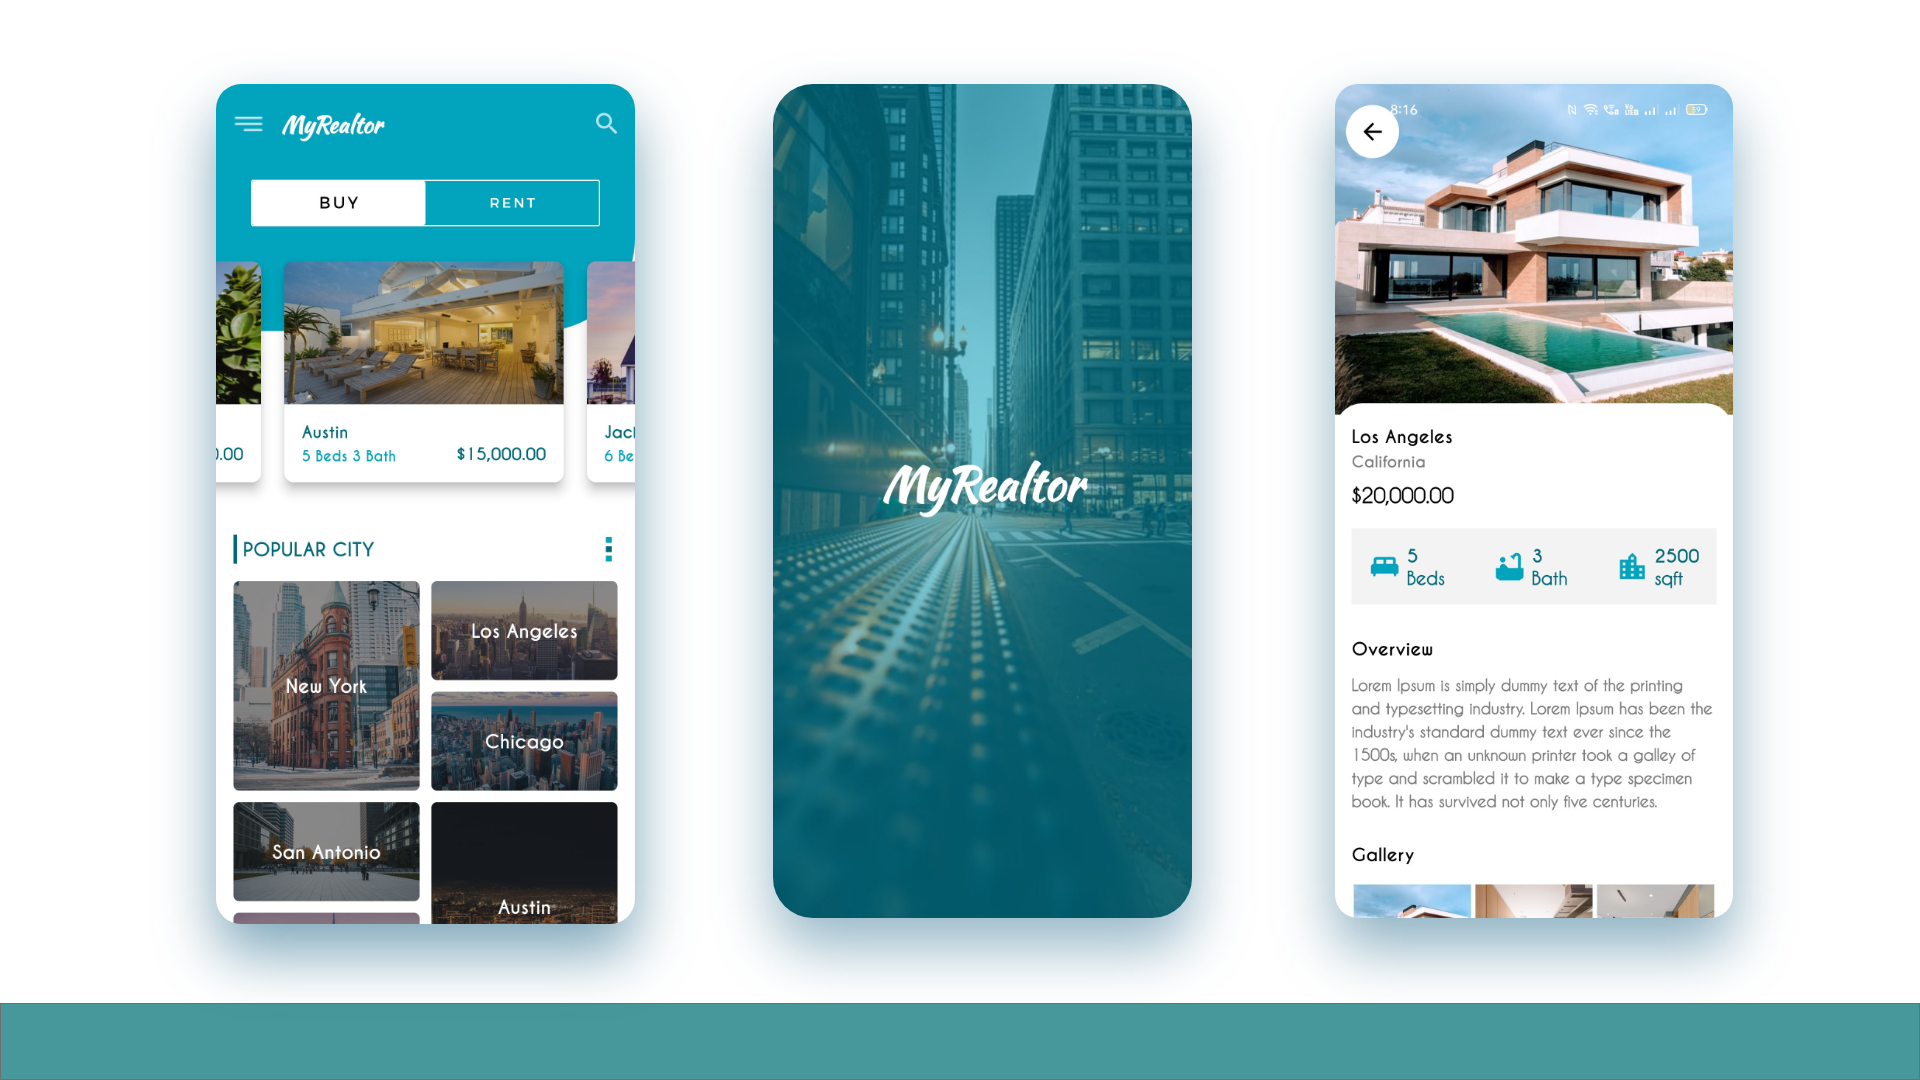 MyRealtor
BUY
RENT
Austin
5 Beds 3 Bath
$15,000.00
.00
Jac
6 Be
POPULAR CITY
New York
Los Angeles
Chicago
San Antonio
Austin
MyRealtor
8:16
Los Angeles
California
$20,000.00
5
Beds
3
Bath
2500
sqft
Overview
Lorem Ipsum is simply dummy text of the printing
and typesetting industry. Lorem Ipsum has been the
industry's standard dummy text ever since the
1500s, when an unknown printer took a galley of
type and scrambled it to make a type specimen
book. It has survived not only five centuries.
Gallery